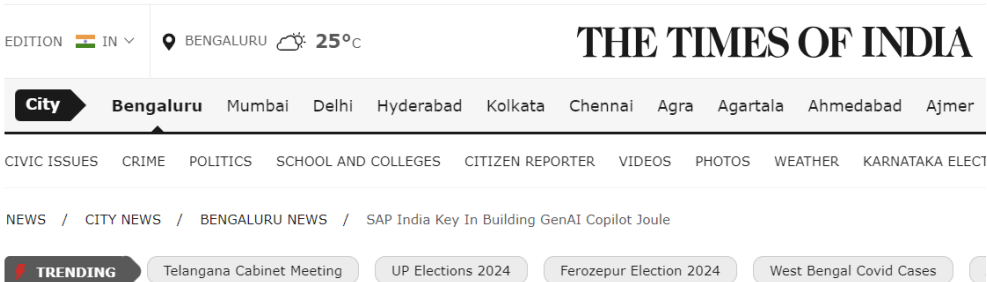 EDITION IN BENGALURU 25°C THE TIMES OF INDIA
City Bengaluru Mumbai Delhi Hyderabad Kolkata Chennai Agra Agartala Ahmedabad Ajmer
CIVIC ISSUES CRIME POLITICS SCHOOL AND COLLEGES CITIZEN REPORTER VIDEOS PHOTOS WEATHER KARNATAKA ELECT
NEWS / CITY NEWS / BENGALURU NEWS / SAP India Key In Building GenAI Copilot Joule
TRENDING Telangana Cabinet Meeting UP Elections 2024 Ferozepur Election 2024 West Bengal Covid Cases